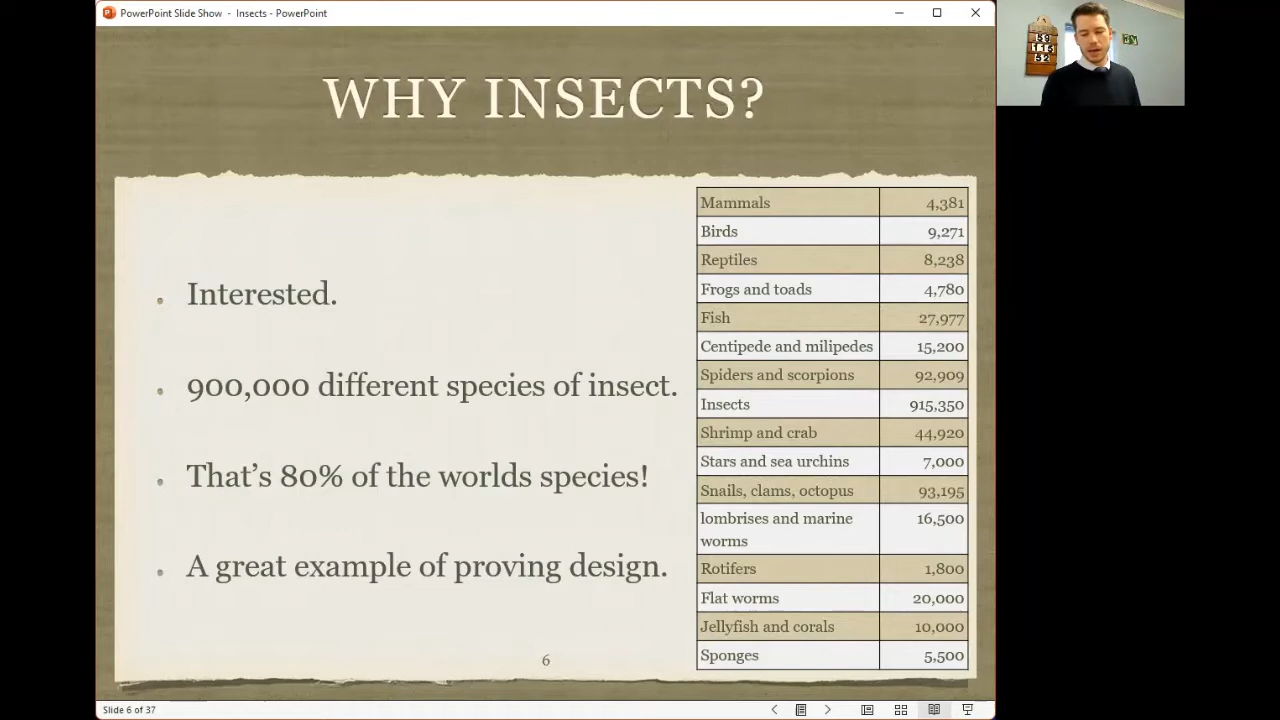 PowerPoint Slide Show - Insects - PowerPoint
WHY INSECTS?
Interested.
900,000 different species of insect.
That's 80% of the worlds species!
A great example of proving design.
Mammals 4,381
Birds 9,271
Reptiles 8,238
Frogs and toads 4,780
Fish 27,977
Centipede and milipedes 15,200
Spiders and scorpions 92,909
Insects 915,350
Shrimp and crab 44,920
Stars and sea urchins 7,000
Snails, clams, octopus 93,195
lombrises and marine 16,500
worms
Rotifers 1,800
Flat worms 20,000
Jellyfish and corals 10,000
Sponges 5,500
6
Slide 6 of 37
59
115
52